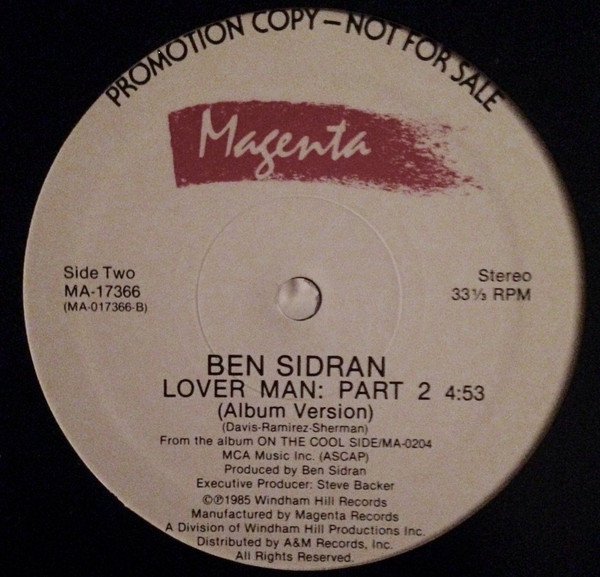 PROMOTION COPY—NOT FOR SALE
Magenta
Side Two
MA-17366
(MA-017366-B)
Stereo
33⅓ RPM
BEN SIDRAN
LOVER MAN: PART 2 4:53
(Album Version)
(Davis-Ramirez-Sherman)
From the album ON THE COOL SIDE/MA-0204
MCA Music Inc. (ASCAP)
Produced by Ben Sidran
Executive Producer: Steve Backer
©℗1985 Windham Hill Records
Manufactured by Magenta Records
A Division of Windham Hill Productions Inc.
Distributed by A&M Records, Inc.
All Rights Reserved.